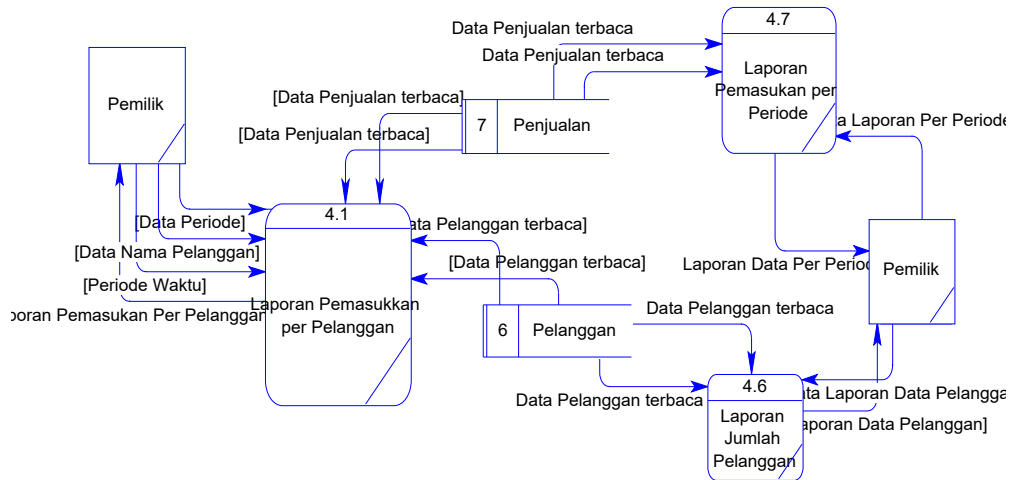 4.7
Data Penjualan terbaca
Data Penjualan terbaca
Laporan
Pemasukan per
Periode
Pemilik
[Data Penjualan terbaca]
[Data Penjualan terbaca]
7 Penjualan
a Laporan Per Periode
4.1
[Data Periode]
ata Pelanggan terbaca]
[Data Nama Pelanggan]
[Data Pelanggan terbaca]
Laporan Data Per Period
Pemilik
[Periode Waktu]
Laporan Pemasukkan
per Pelanggan
poran Pemasukan Per Pelanggan
Data Pelanggan terbaca
6 Pelanggan
4.6
Data Pelanggan terbaca
ata Laporan Data Pelangga
Laporan
Jumlah
Pelanggan
aporan Data Pelanggan]